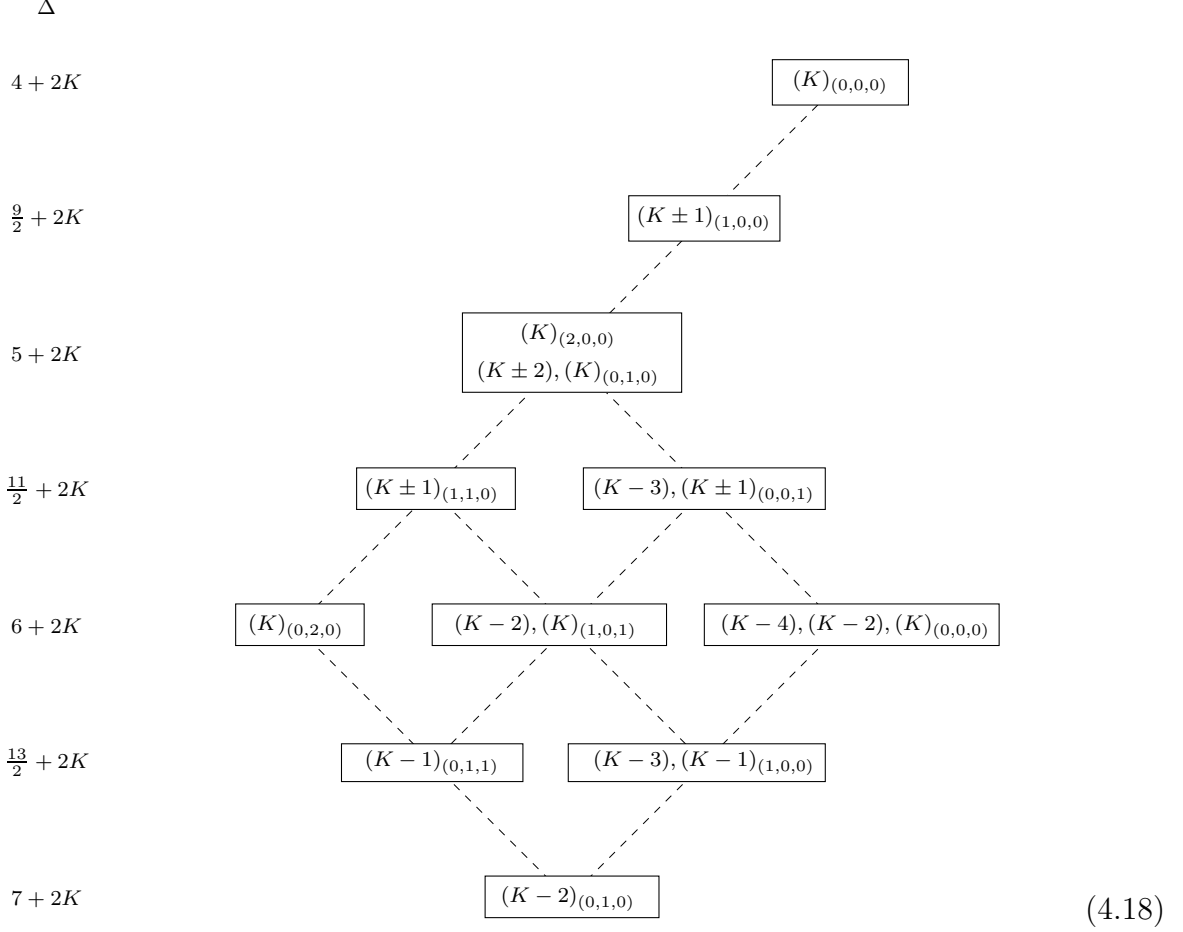 Δ
4 + 2K (K)_{(0,0,0)}
\frac{9}{2} + 2K (K ± 1)_{(1,0,0)}
(K)_{(2,0,0)}
5 + 2K (K ± 2), (K)_{(0,1,0)}
\frac{11}{2} + 2K (K ± 1)_{(1,1,0)} (K − 3), (K ± 1)_{(0,0,1)}
6 + 2K (K)_{(0,2,0)} (K − 2), (K)_{(1,0,1)} (K − 4), (K − 2), (K)_{(0,0,0)}
\frac{13}{2} + 2K (K − 1)_{(0,1,1)} (K − 3), (K − 1)_{(1,0,0)}
7 + 2K (K − 2)_{(0,1,0)} (4.18)